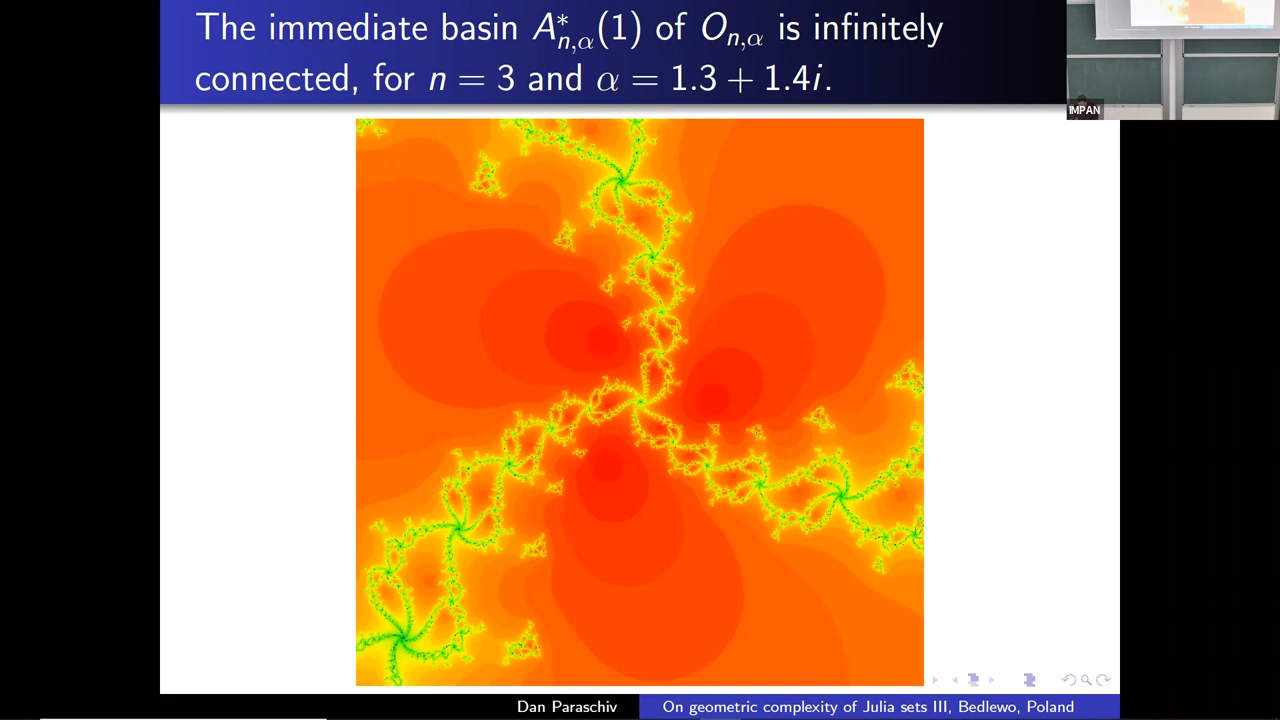 The immediate basin A*n,α(1) of On,α is infinitely
connected, for n = 3 and α = 1.3 + 1.4i.
IMPAN
Dan Paraschiv
On geometric complexity of Julia sets III, Bedlewo, Poland